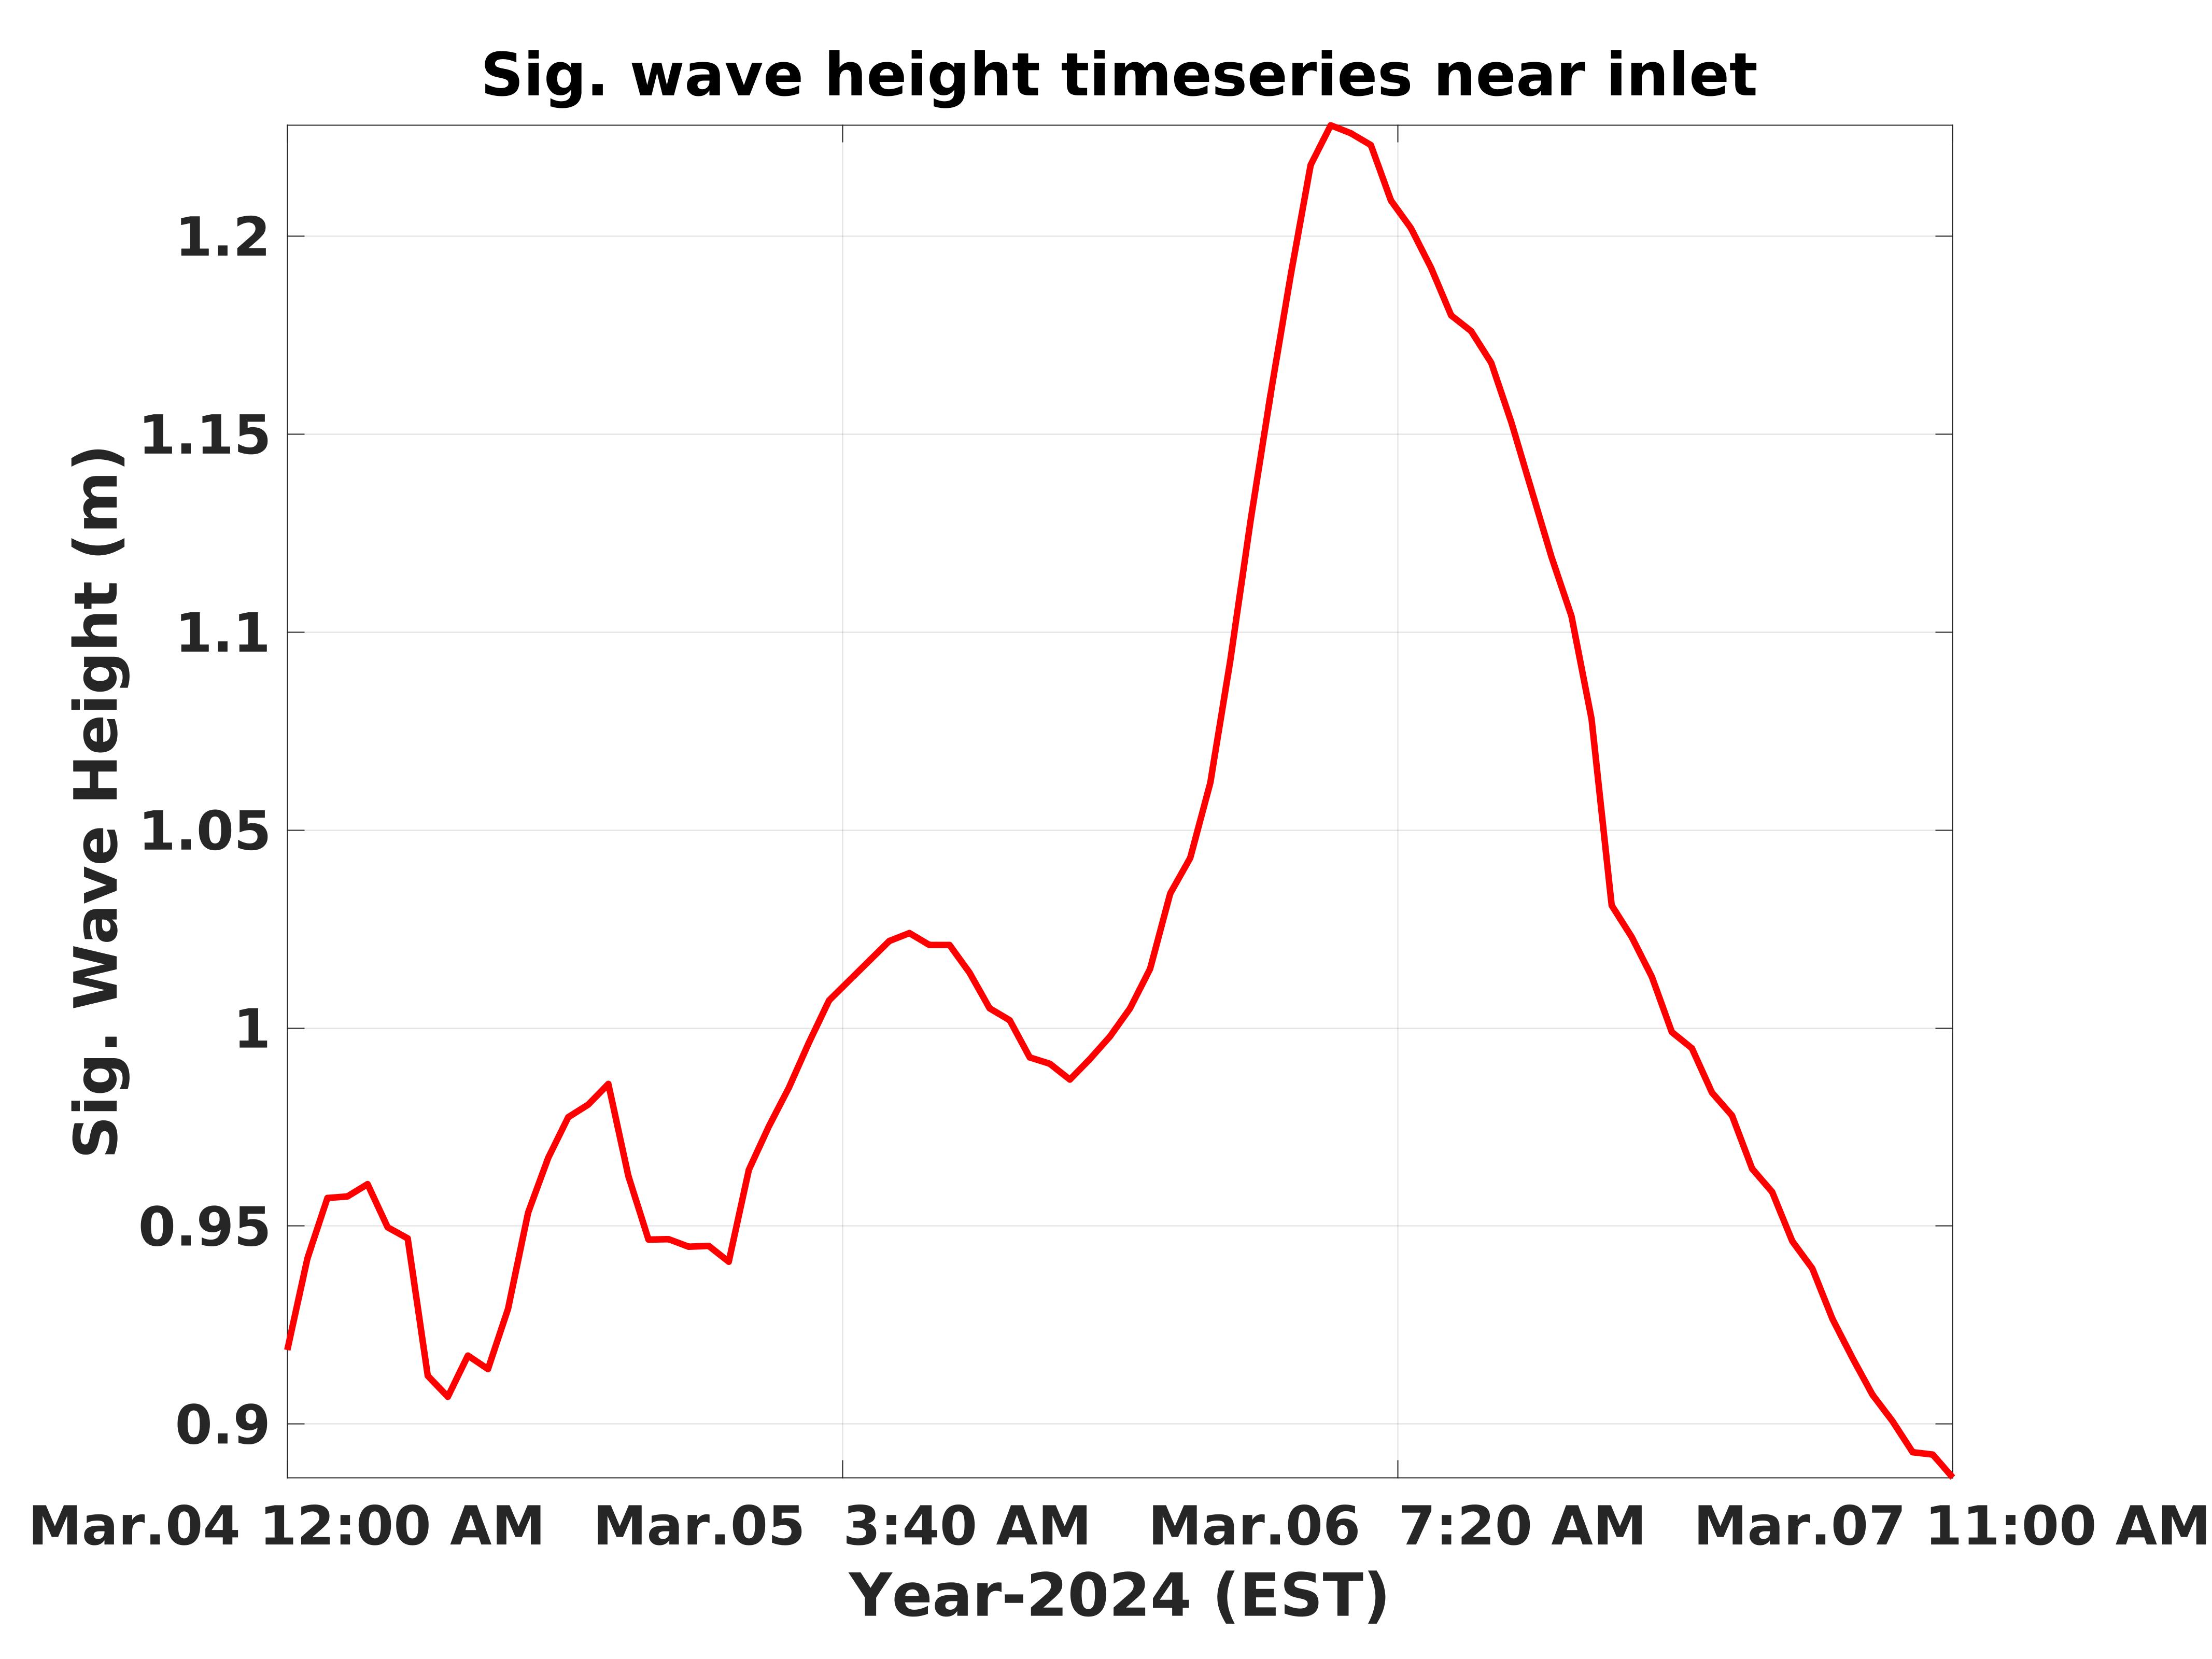 Sig. wave height timeseries near inlet
Sig. Wave Height (m)
1.2
1.15
1.1
1.05
1
0.95
0.9
Mar.04 12:00 AM Mar.05 3:40 AM Mar.06 7:20 AM Mar.07 11:00 AM
Year-2024 (EST)